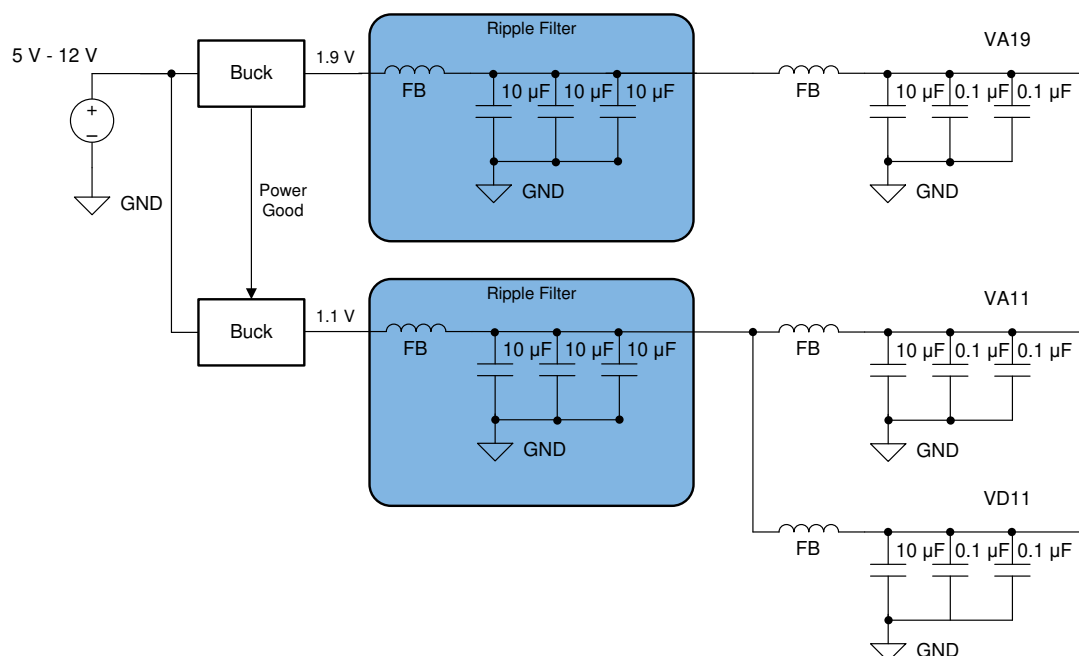 Ripple Filter
VA19
5 V - 12 V
Buck
1.9 V
FB
10 µF 10 µF 10 µF
FB
10 µF 0.1 µF 0.1 µF
+
–
GND
Power
Good
GND
GND
Ripple Filter
VA11
Buck
1.1 V
FB
10 µF 10 µF 10 µF
FB
10 µF 0.1 µF 0.1 µF
GND
GND
VD11
FB
10 µF 0.1 µF 0.1 µF
GND